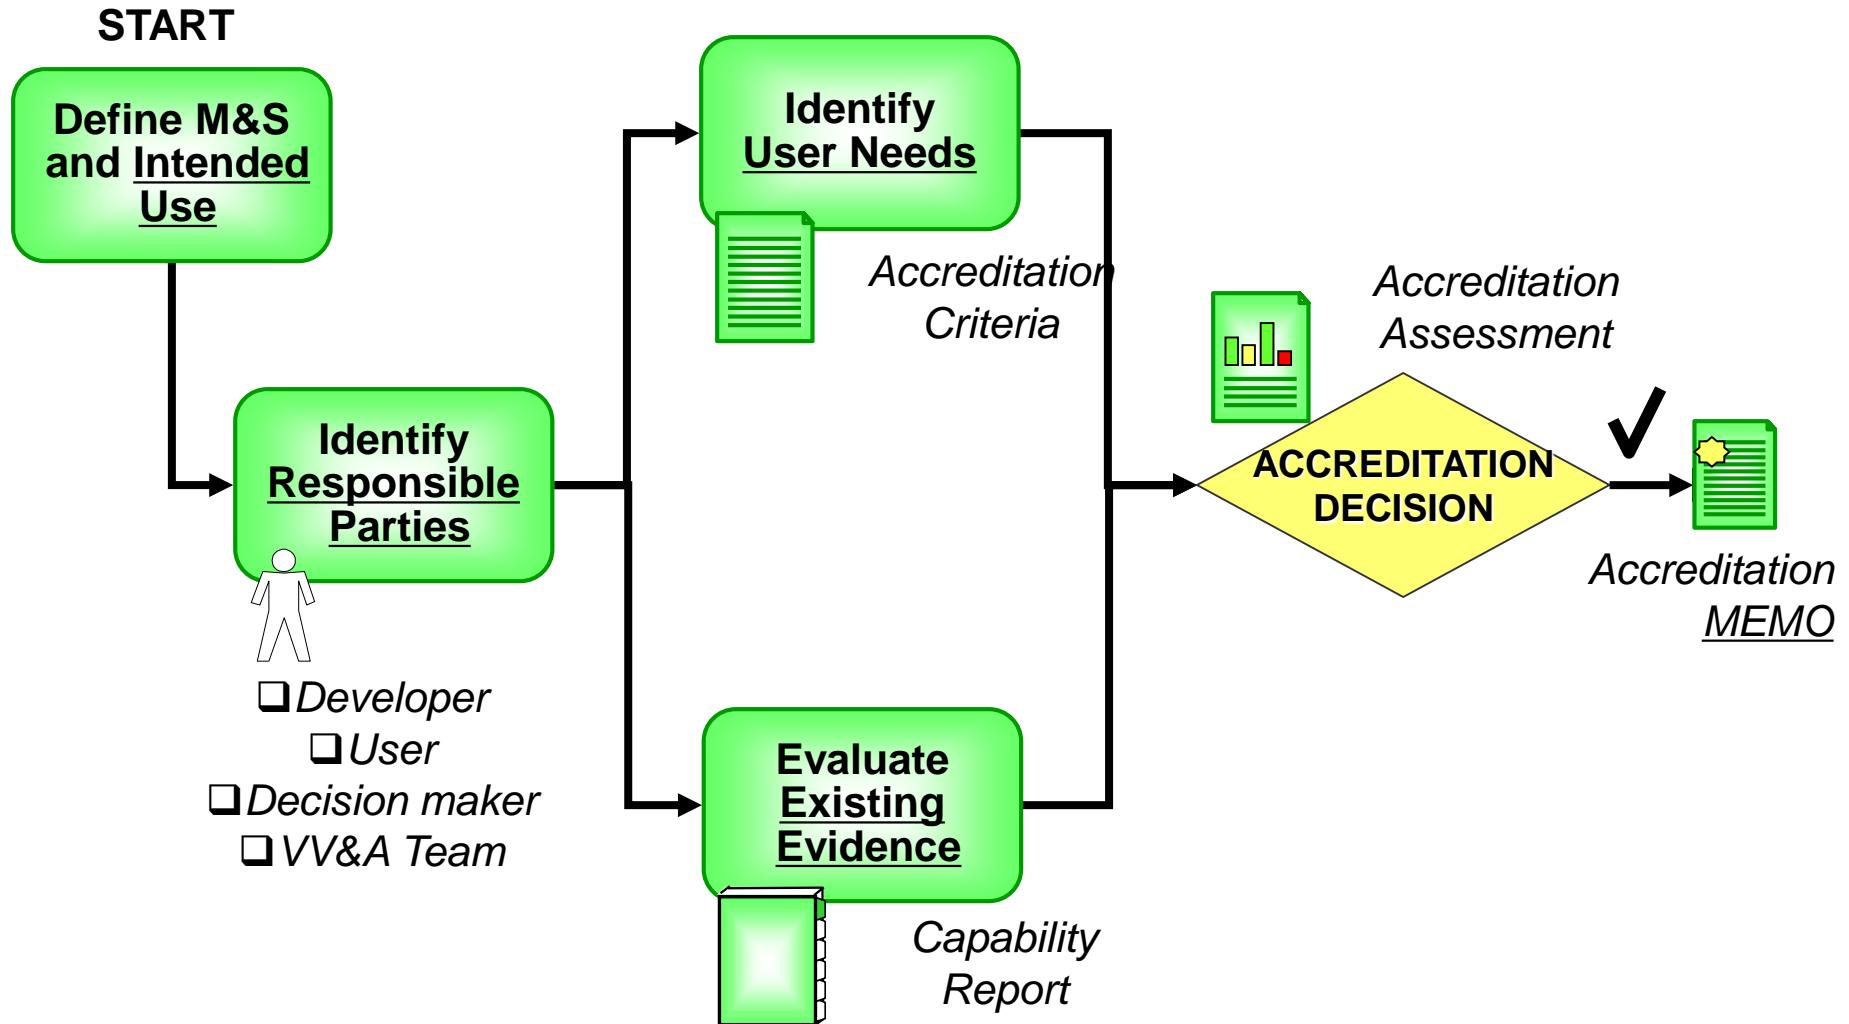 START
Define M&S
and Intended
Use
Identify
Responsible
Parties
❑Developer
❑User
❑Decision maker
❑VV&A Team
Identify
User Needs
Accreditation
Criteria
Evaluate
Existing
Evidence
Capability
Report
Accreditation
Assessment
ACCREDITATION
DECISION
Accreditation
MEMO